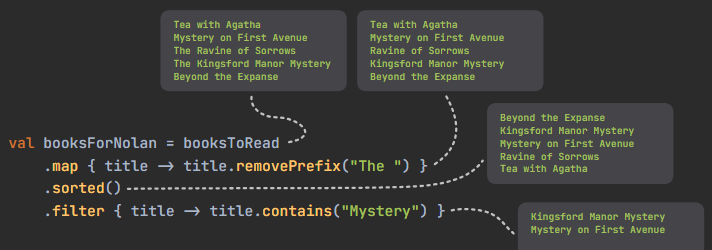 Tea with Agatha
Mystery on First Avenue
The Ravine of Sorrows
The Kingsford Manor Mystery
Beyond the Expanse
Tea with Agatha
Mystery on First Avenue
Ravine of Sorrows
Kingsford Manor Mystery
Beyond the Expanse
Beyond the Expanse
Kingsford Manor Mystery
Mystery on First Avenue
Ravine of Sorrows
Tea with Agatha
val booksForNolan = booksToRead
.map { title -> title.removePrefix("The ") }
.sorted()
.filter { title -> title.contains("Mystery") }
Kingsford Manor Mystery
Mystery on First Avenue